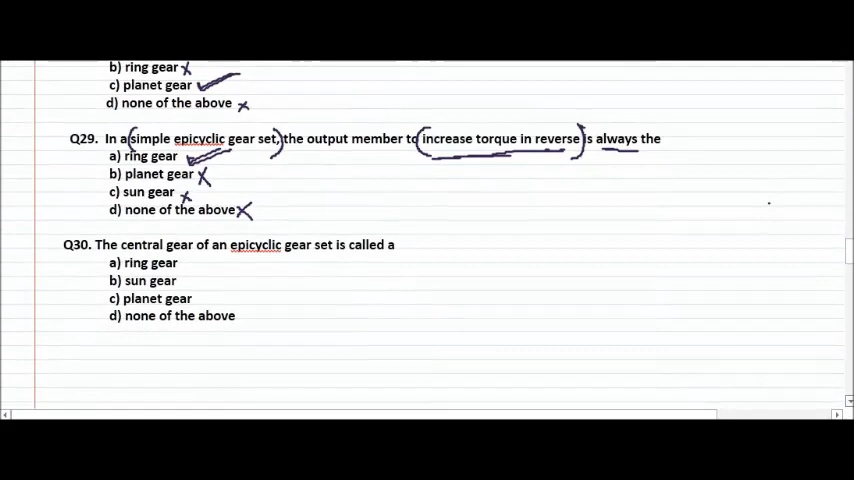 b) ring gear
c) planet gear
d) none of the above
Q29. In a simple epicyclic gear set, the output member to increase torque in reverse is always the
a) ring gear
b) planet gear
c) sun gear
d) none of the above
Q30. The central gear of an epicyclic gear set is called a
a) ring gear
b) sun gear
c) planet gear
d) none of the above